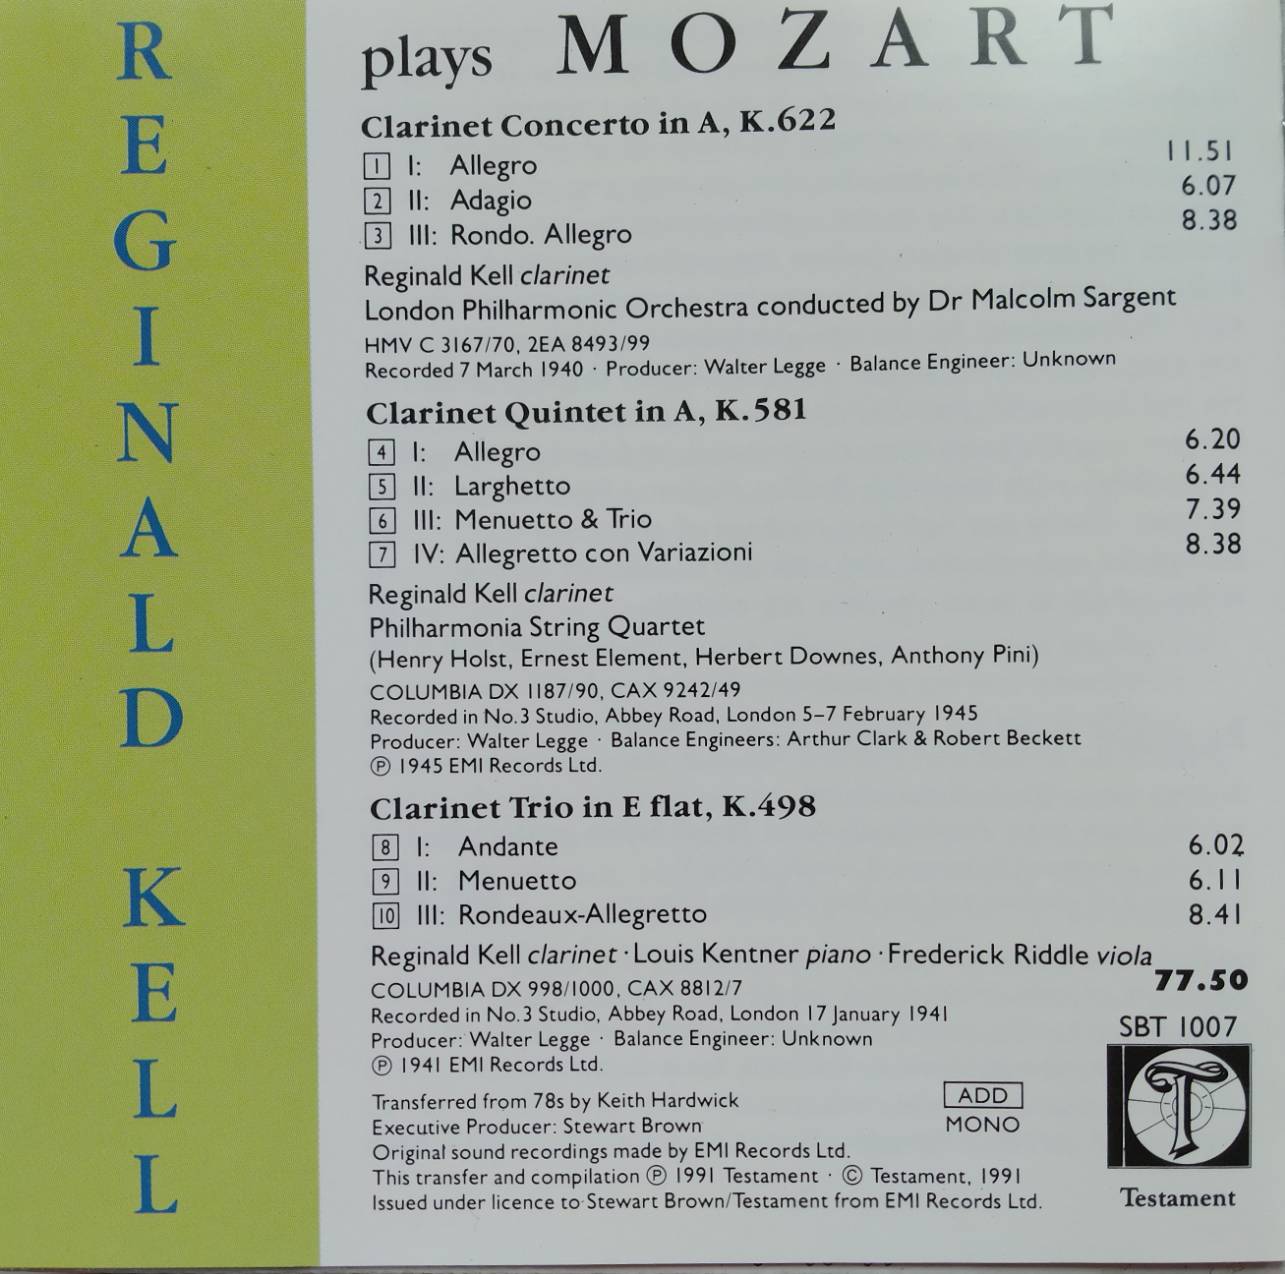 REGINALD KELL
plays MOZART
Clarinet Concerto in A, K.622
1 I: Allegro 11.51
2 II: Adagio 6.07
3 III: Rondo. Allegro 8.38
Reginald Kell clarinet
London Philharmonic Orchestra conducted by Dr Malcolm Sargent
HMV C 3167/70, 2EA 8493/99
Recorded 7 March 1940 · Producer: Walter Legge · Balance Engineer: Unknown
Clarinet Quintet in A, K.581
4 I: Allegro 6.20
5 II: Larghetto 6.44
6 III: Menuetto & Trio 7.39
7 IV: Allegretto con Variazioni 8.38
Reginald Kell clarinet
Philharmonia String Quartet
(Henry Holst, Ernest Element, Herbert Downes, Anthony Pini)
COLUMBIA DX 1187/90, CAX 9242/49
Recorded in No.3 Studio, Abbey Road, London 5–7 February 1945
Producer: Walter Legge · Balance Engineers: Arthur Clark & Robert Beckett
℗ 1945 EMI Records Ltd.
Clarinet Trio in E flat, K.498
8 I: Andante 6.02
9 II: Menuetto 6.11
10 III: Rondeaux-Allegretto 8.41
Reginald Kell clarinet · Louis Kentner piano · Frederick Riddle viola
77.50
COLUMBIA DX 998/1000, CAX 8812/7
Recorded in No.3 Studio, Abbey Road, London 17 January 1941
Producer: Walter Legge · Balance Engineer: Unknown
℗ 1941 EMI Records Ltd.
SBT 1007
Transferred from 78s by Keith Hardwick
Executive Producer: Stewart Brown
Original sound recordings made by EMI Records Ltd.
This transfer and compilation ℗ 1991 Testament · © Testament, 1991
Issued under licence to Stewart Brown/Testament from EMI Records Ltd.
ADD
MONO
T
Testament